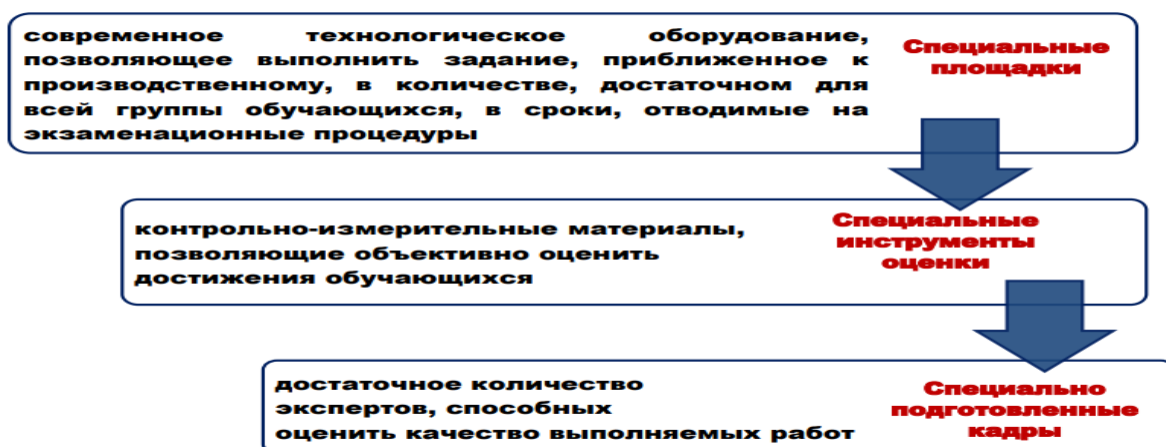 современное технологическое оборудование,
позволяющее выполнить задание, приближенное к
производственному, в количестве, достаточном для
всей группы обучающихся, в сроки, отводимые на
экзаменационные процедуры
Специальные
площадки
контрольно-измерительные материалы,
позволяющие объективно оценить
достижения обучающихся
Специальные
инструменты
оценки
достаточное количество
экспертов, способных
оценить качество выполняемых работ
Специально
подготовленные
кадры